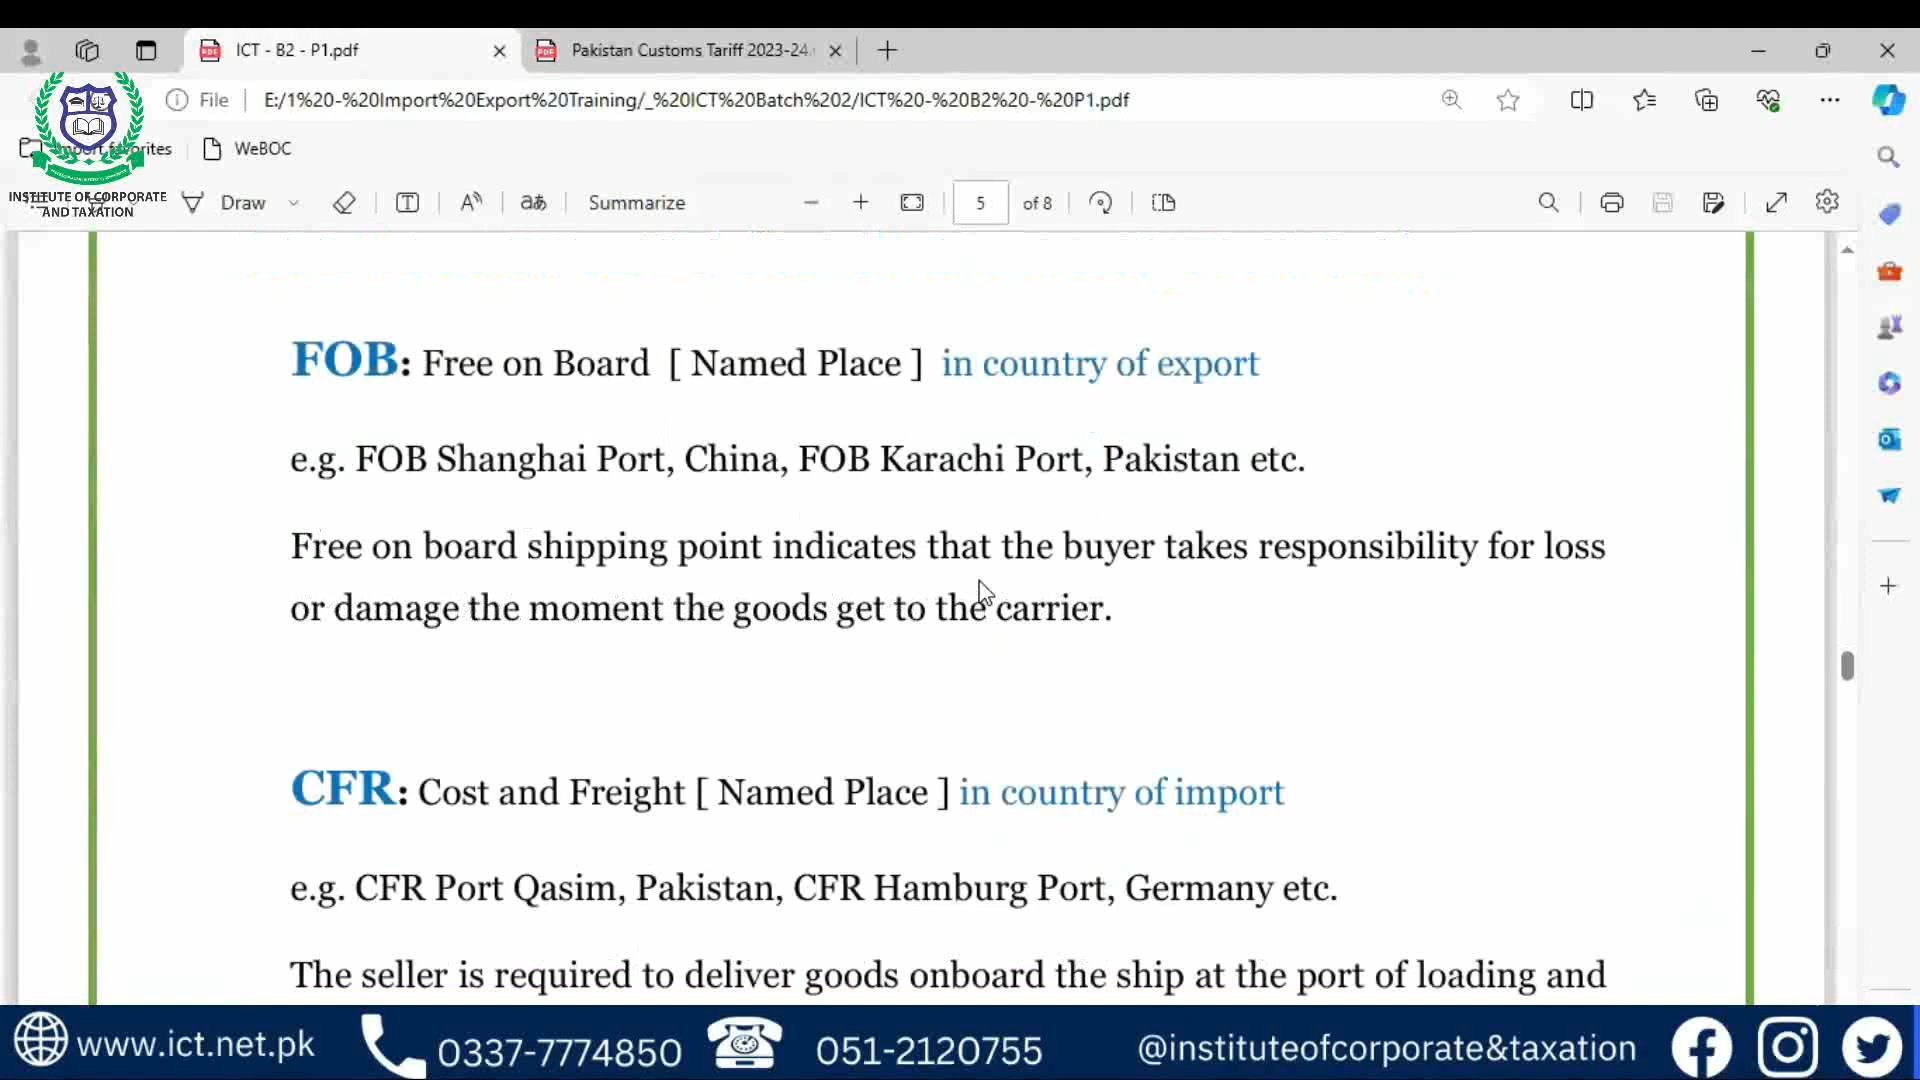 ICT - B2 - P1.pdf
Pakistan Customs Tariff 2023-24.
File
E:/1%20-%20Import%20Export%20Training/_%20ICT%20Batch%202/ICT%20-%20B2%20-%20P1.pdf
Import favorites
WeBOC
INSTITUTE OF CORPORATE
AND TAXATION
Draw
Summarize
5 of 8
FOB: Free on Board [ Named Place ] in country of export
e.g. FOB Shanghai Port, China, FOB Karachi Port, Pakistan etc.
Free on board shipping point indicates that the buyer takes responsibility for loss
or damage the moment the goods get to the carrier.
CFR: Cost and Freight [ Named Place ] in country of import
e.g. CFR Port Qasim, Pakistan, CFR Hamburg Port, Germany etc.
The seller is required to deliver goods onboard the ship at the port of loading and
www.ict.net.pk
0337-7774850
051-2120755
@instituteofcorporate&taxation